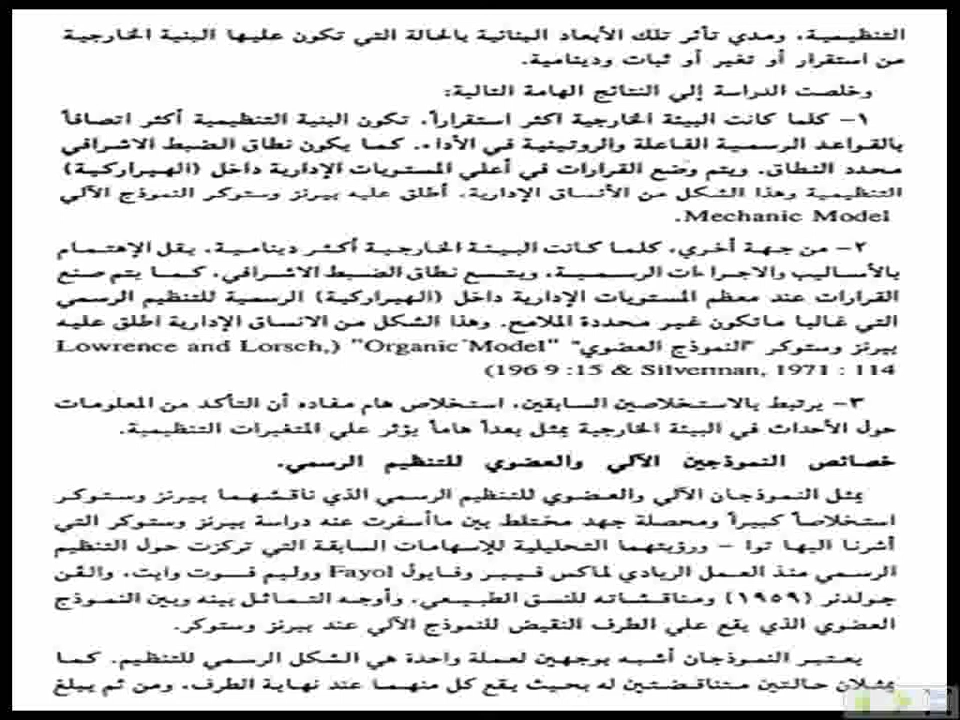 التنظيمية، ومدي تأثر تلك الأبعاد البنائية بالحالة التي تكون عليها البنية الخارجية
من استقرار أو تغير أو ثبات ودينامية.
وخلصت الدراسة إلي النتائج الهامة التالية:
١- كلما كانت البيئة الخارجية اكثر استقراراً، تكون البنية التنظيمية أكثر اتصافاً
بالقواعد الرسمية الفاعلة والروتينية في الأداء. كما يكون نطاق الضبط الاشرافي
محدد النطاق. ويتم وضع القرارات في أعلي المستويات الإدارية داخل (الهيراركية)
التنظيمية وهذا الشكل من الأنساق الإدارية، أطلق عليه بيرنز وستوكر النموذج الآلي
Mechanic Model.
٢- من جهة أخري، كلما كانت البيئة الخارجية أكثر دينامية، يقل الإهتمام
بالأساليب والاجراءات الرسمية، ويتسع نطاق الضبط الاشرافي، كما يتم صنع
القرارات عند معظم المستويات الإدارية داخل (الهيراركية) الرسمية للتنظيم الرسمي
التي غالبا ماتكون غير محددة الملامح. وهذا الشكل من الانساق الإدارية اطلق عليه
بيرنز وستوكر "النموذج العضوي" "Organic Model" (Lowrence and Lorsch,
196 9 :15 & Silverman, 1971 : 114)
٣- يرتبط بالاستخلاصين السابقين، استخلاص هام مفاده أن التأكد من المعلومات
حول الأحداث في البيئة الخارجية يمثل بعداً هاماً يؤثر علي المتغيرات التنظيمية.
خصائص النموذجين الآلي والعضوي للتنظيم الرسمي.
يمثل النموذجان الآلي والعضوي للتنظيم الرسمي الذي ناقشهما بيرنز وستوكر
استخلاصاً كبيراً ومحصلة جهد مختلط بين ماأسفرت عنه دراسة بيرنز وستوكر التي
أشرنا اليها توا - ورؤيتهما التحليلية للإسهامات السابقة التي تركزت حول التنظيم
الرسمي منذ العمل الريادي لماكس فيبر وفايول Fayol ووليم فوت وايت، والفن
جولدنر (١٩٥٩) ومناقشاته للنسق الطبيعي، وأوجه التماثل بينه وبين النموذج
العضوي الذي يقع علي الطرف النقيض للنموذج الآلي عند بيرنز وستوكر.
يعتبر النموذجان أشبه بوجهين لعملة واحدة هي الشكل الرسمي للتنظيم. كما
يمثلان حالتين متناقضتين له بحيث يقع كل منهما عند نهاية الطرف، ومن ثم يبلغ